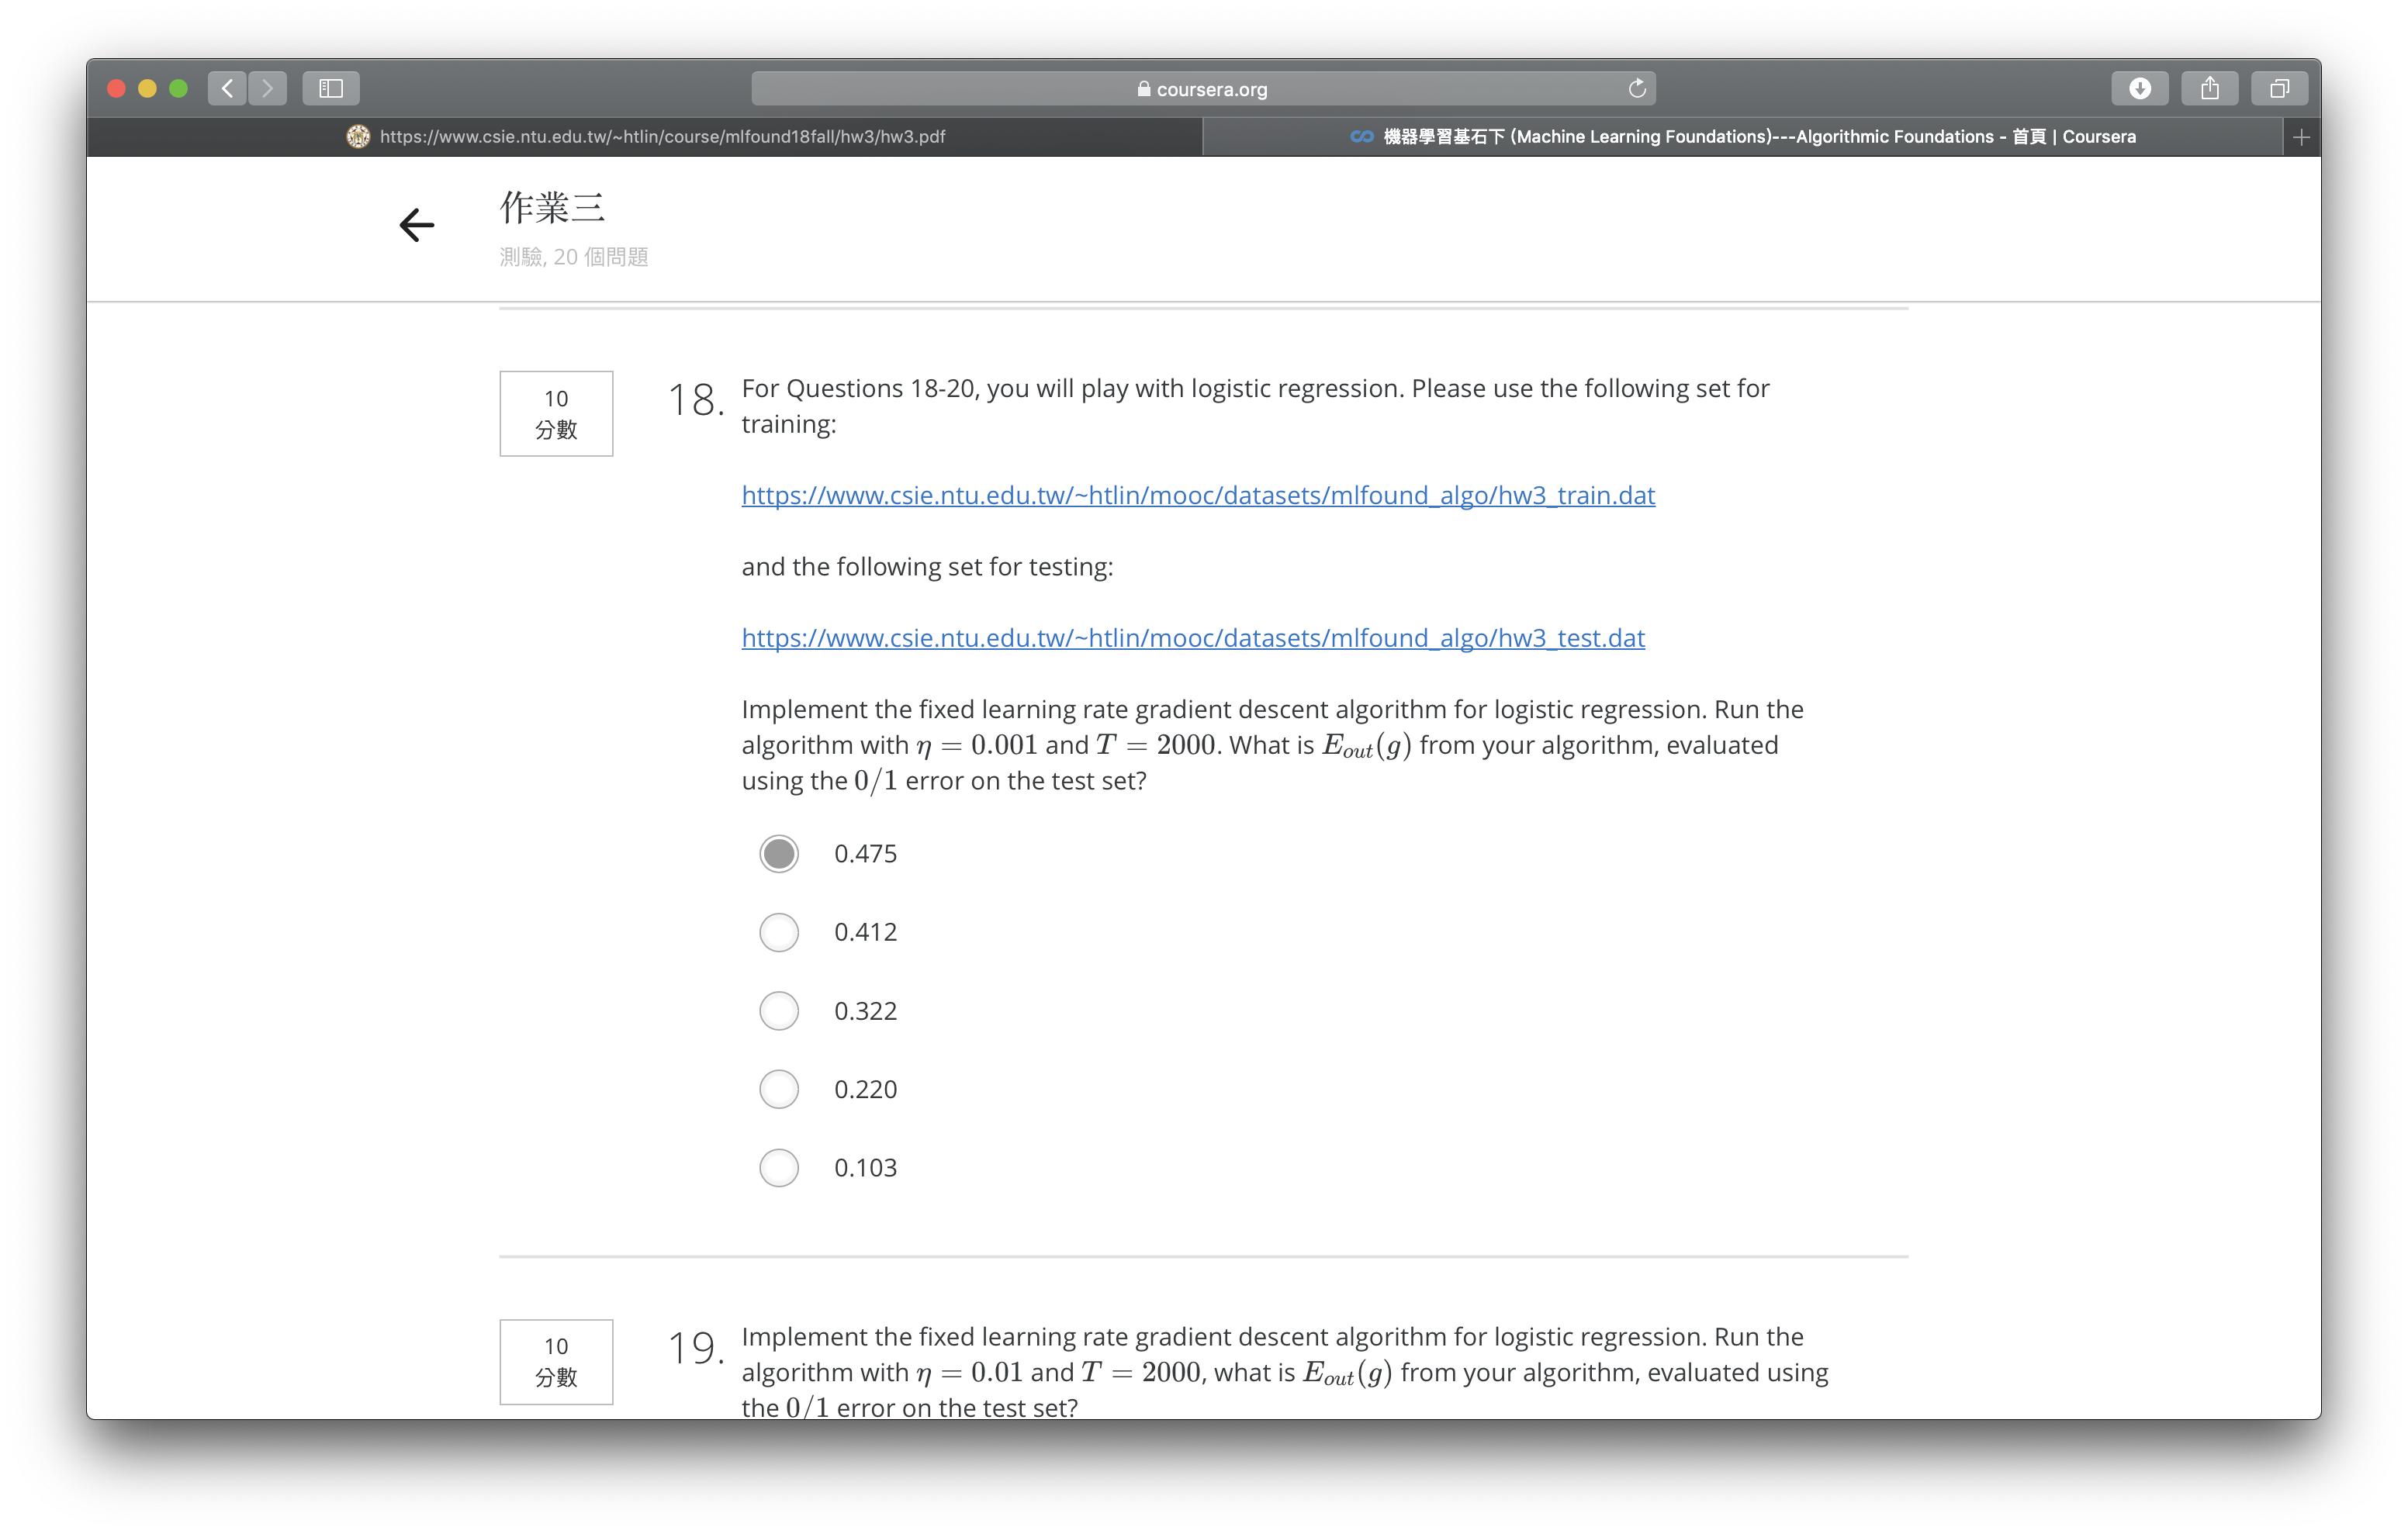 coursera.org
https://www.csie.ntu.edu.tw/~htlin/course/mlfound18fall/hw3/hw3.pdf
機器學習基石下 (Machine Learning Foundations)---Algorithmic Foundations - 首頁 | Coursera
作業三
測驗, 20 個問題
10
分數
18.
For Questions 18-20, you will play with logistic regression. Please use the following set for
training:
https://www.csie.ntu.edu.tw/~htlin/mooc/datasets/mlfound_algo/hw3_train.dat
and the following set for testing:
https://www.csie.ntu.edu.tw/~htlin/mooc/datasets/mlfound_algo/hw3_test.dat
Implement the fixed learning rate gradient descent algorithm for logistic regression. Run the
algorithm with η = 0.001 and T = 2000. What is E_out(g) from your algorithm, evaluated
using the 0/1 error on the test set?
0.475
0.412
0.322
0.220
0.103
10
分數
19.
Implement the fixed learning rate gradient descent algorithm for logistic regression. Run the
algorithm with η = 0.01 and T = 2000, what is E_out(g) from your algorithm, evaluated using
the 0/1 error on the test set?